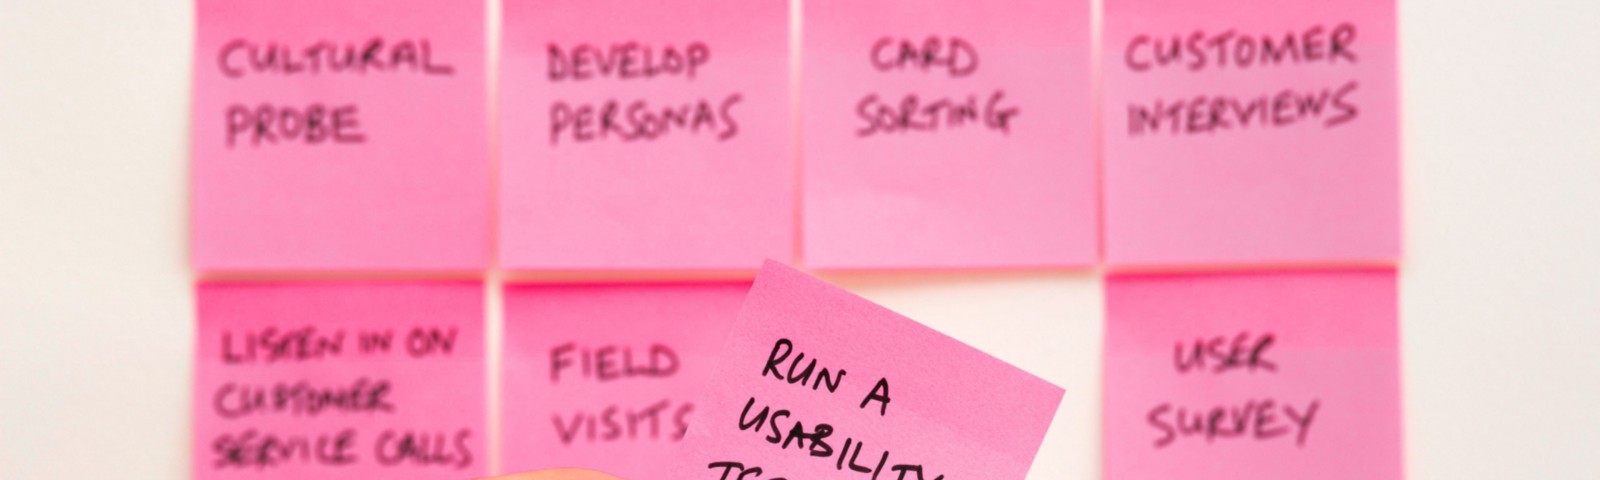 CULTURAL
PROBE
DEVELOP
PERSONAS
CARD
SORTING
CUSTOMER
INTERVIEWS
LISTEN IN ON
CUSTOMER
SERVICE CALLS
FIELD
VISITS
RUN A
USABILITY
USER
SURVEY